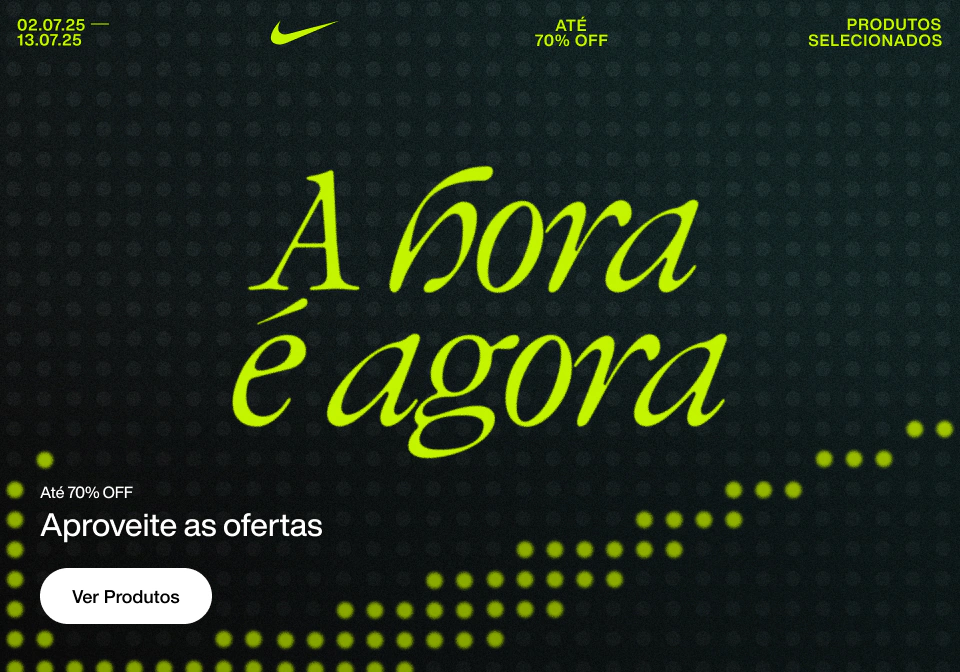 02.07.25 —
13.07.25
ATÉ
70% OFF
PRODUTOS
SELECIONADOS
A hora
é agora
Até 70% OFF
Aproveite as ofertas
Ver Produtos